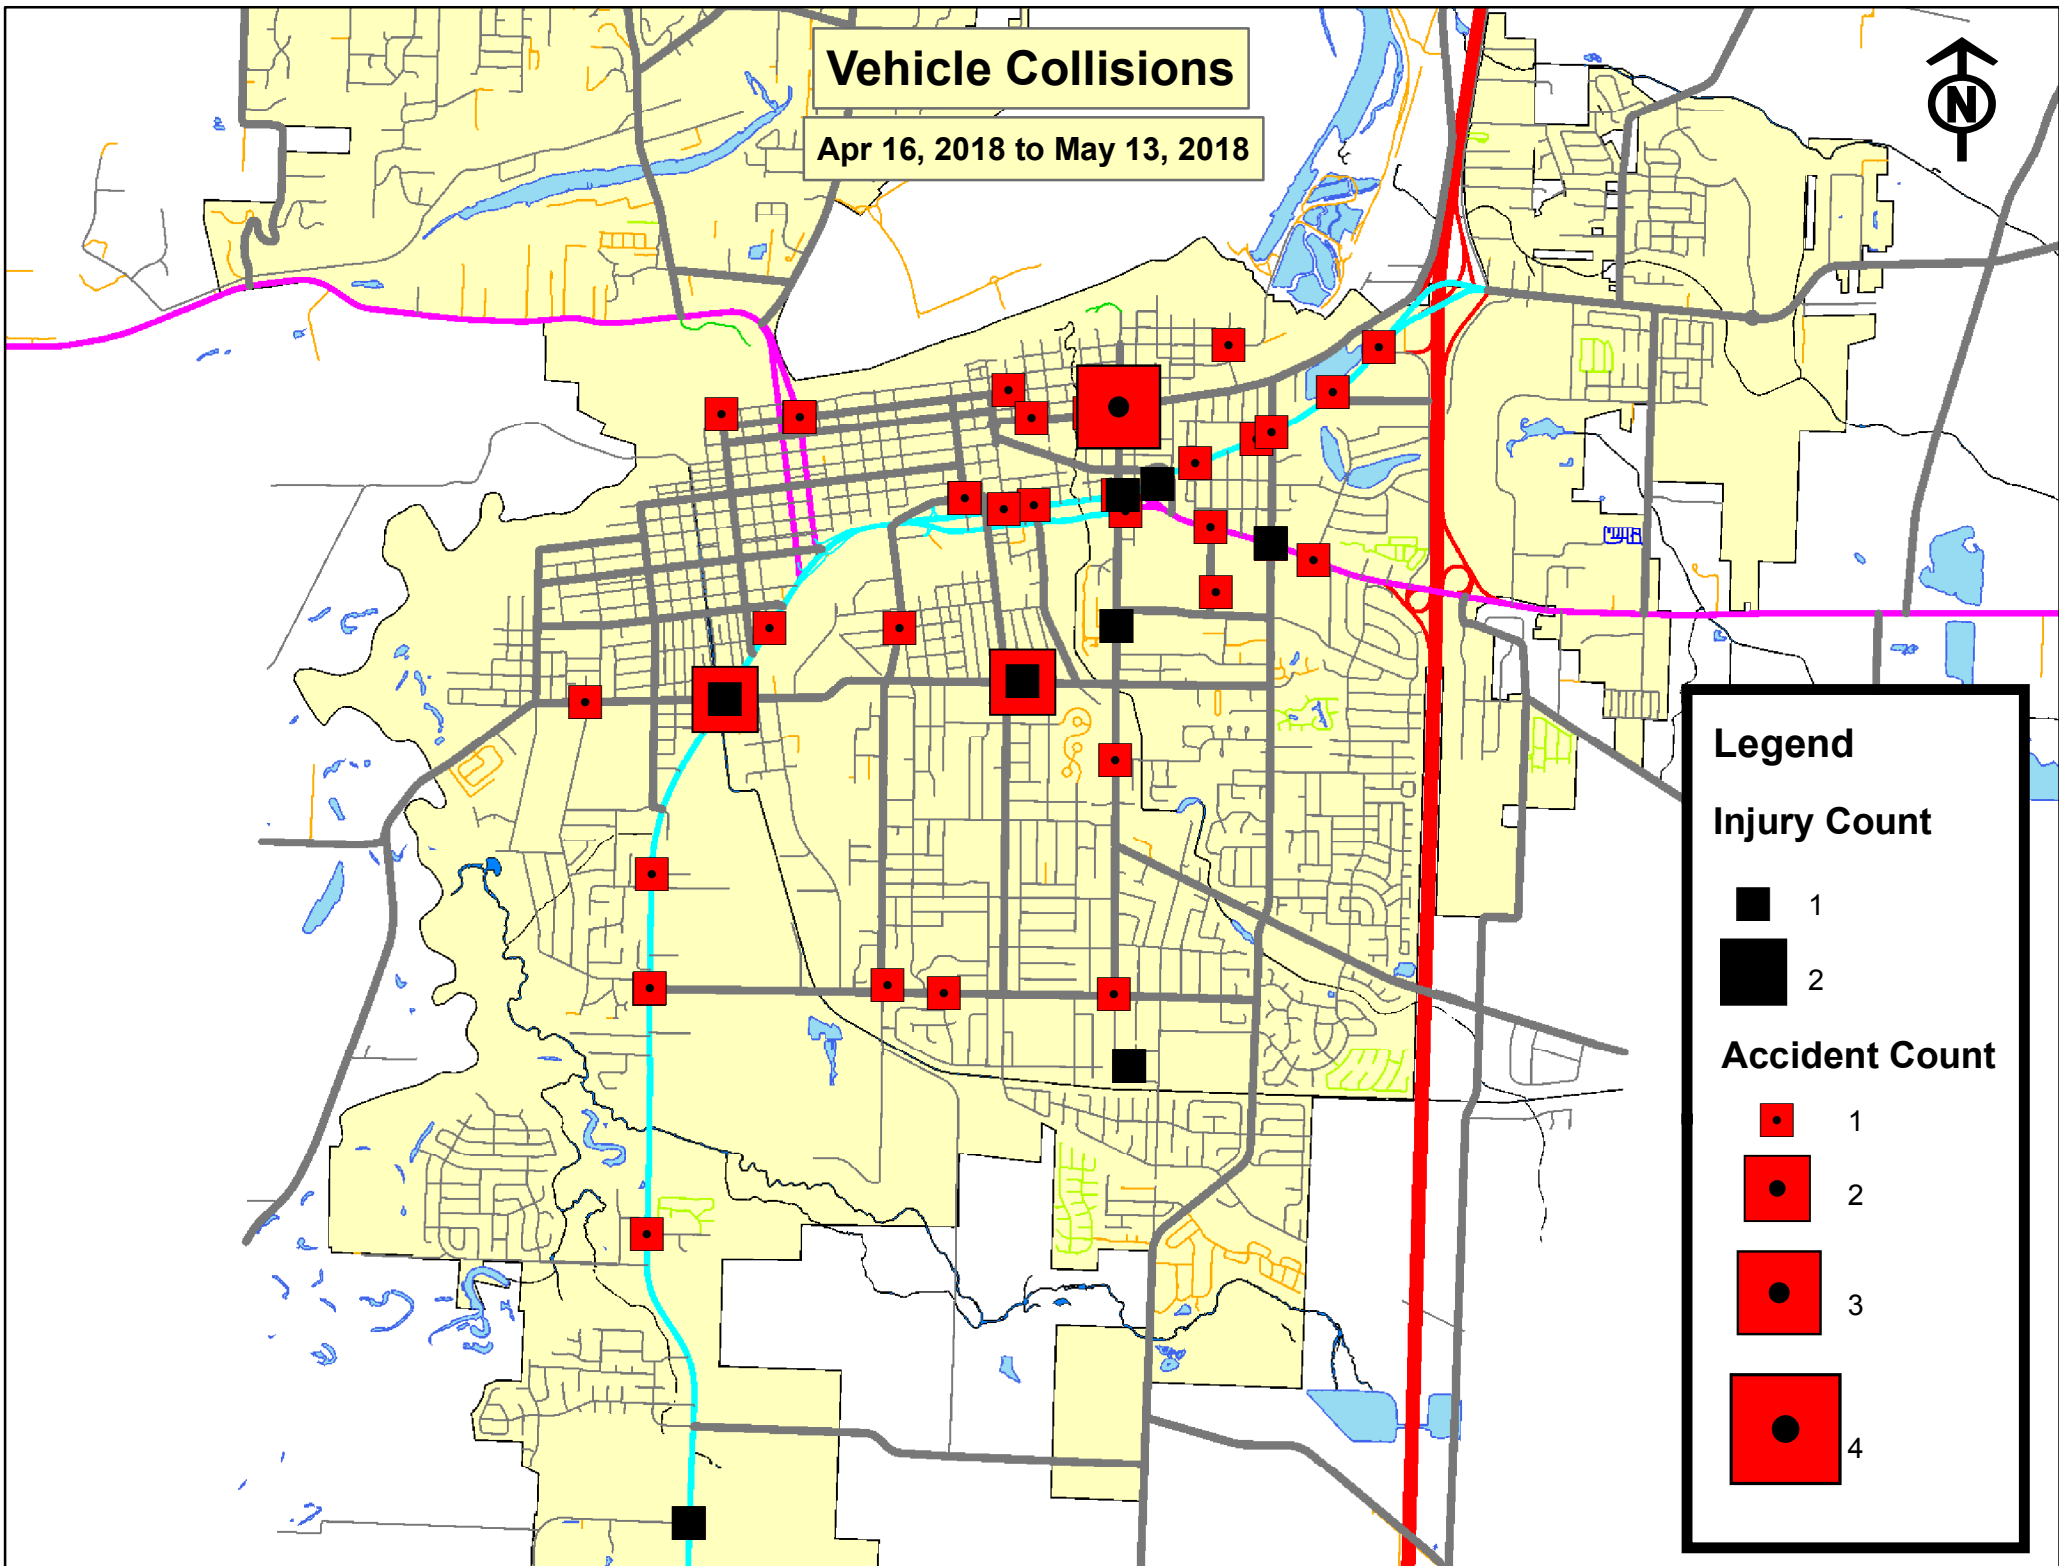 Vehicle Collisions
Apr 16, 2018 to May 13, 2018
N
Legend
Injury Count
1
2
Accident Count
1
2
3
4